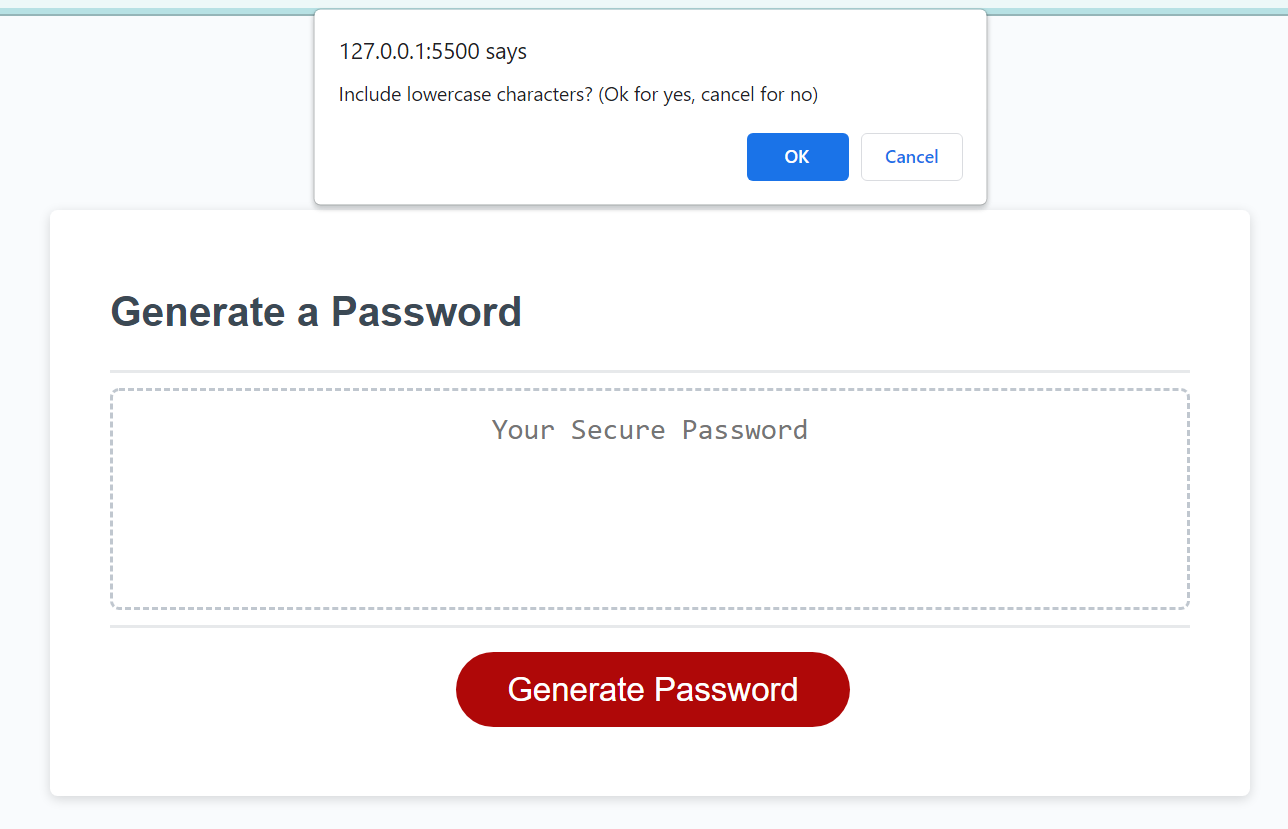 127.0.0.1:5500 says
Include lowercase characters? (Ok for yes, cancel for no)
OK Cancel
Generate a Password
Your Secure Password
Generate Password